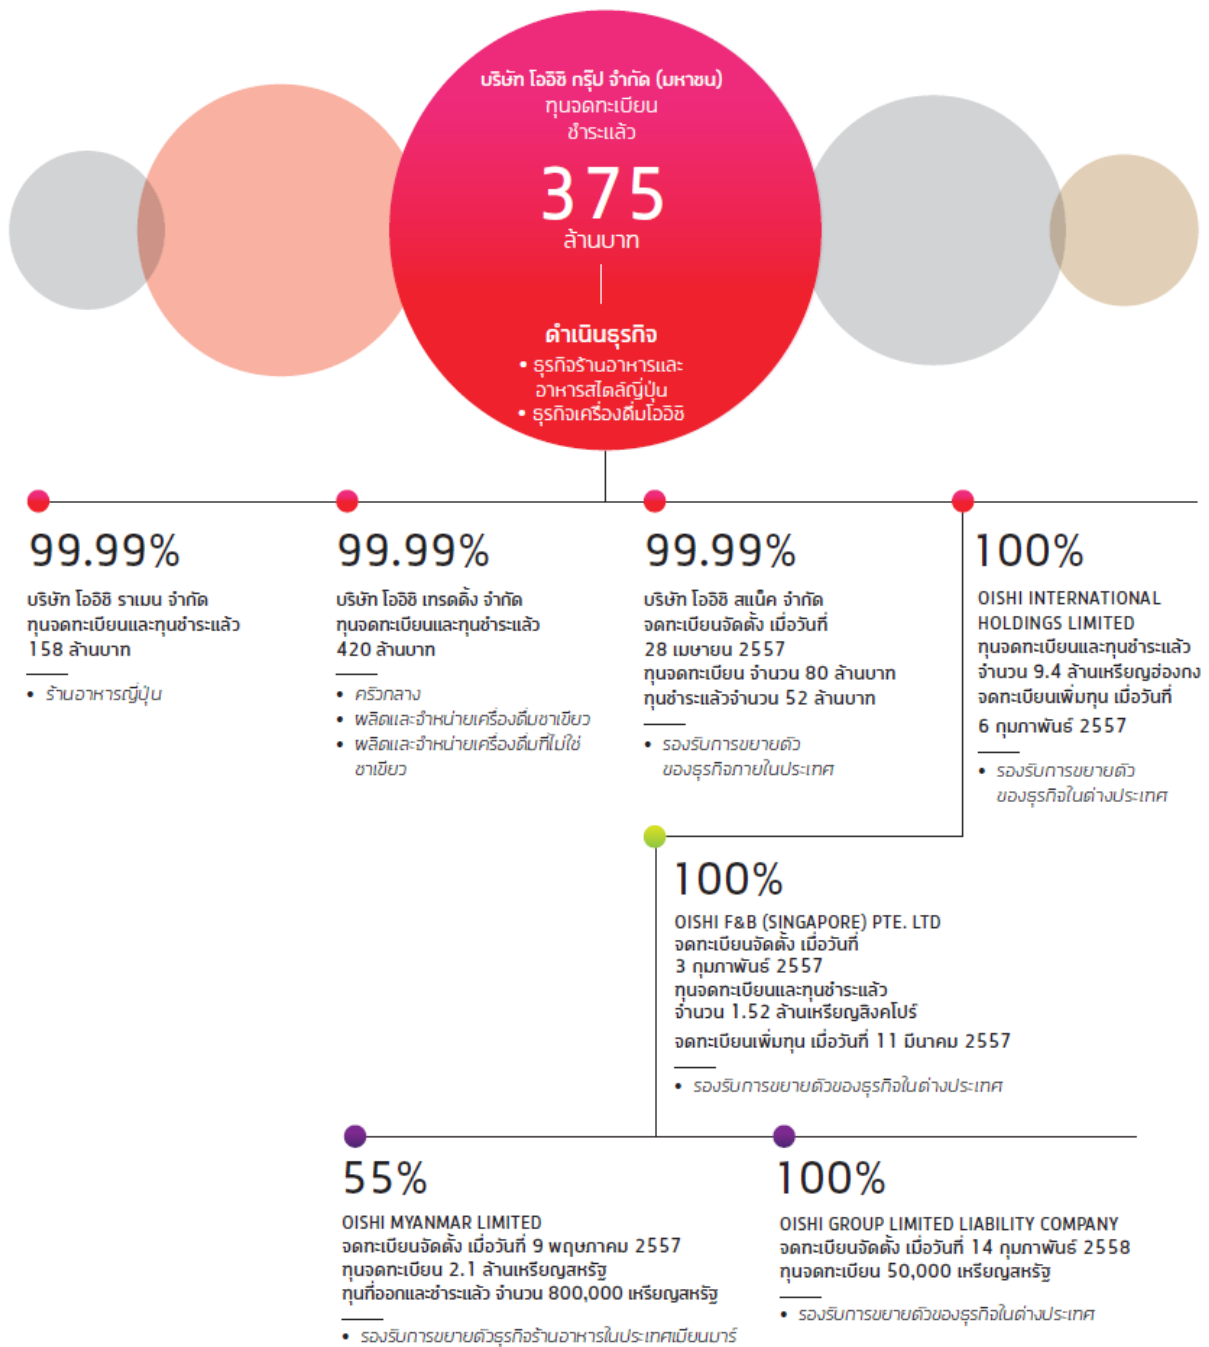 บริษัท โออิชิ กรุ๊ป จำกัด (มหาชน)
ทุนจดทะเบียน
ชำระแล้ว
375
ล้านบาท
ดำเนินธุรกิจ
• ธุรกิจร้านอาหารและ
อาหารสไตล์ญี่ปุ่น
• ธุรกิจเครื่องดื่มโออิชิ
99.99%
บริษัท โออิชิ ราเมน จำกัด
ทุนจดทะเบียนและทุนชำระแล้ว
158 ล้านบาท
• ร้านอาหารญี่ปุ่น
99.99%
บริษัท โออิชิ เทรดดิ้ง จำกัด
ทุนจดทะเบียนและทุนชำระแล้ว
420 ล้านบาท
• ครัวกลาง
• ผลิตและจำหน่ายเครื่องดื่มชาเขียว
• ผลิตและจำหน่ายเครื่องดื่มที่ไม่ใช่
ชาเขียว
99.99%
บริษัท โออิชิ สแน็ค จำกัด
จดทะเบียนจัดตั้ง เมื่อวันที่
28 เมษายน 2557
ทุนจดทะเบียน จำนวน 80 ล้านบาท
ทุนชำระแล้วจำนวน 52 ล้านบาท
• รองรับการขยายตัว
ของธุรกิจภายในประเทศ
100%
OISHI INTERNATIONAL
HOLDINGS LIMITED
ทุนจดทะเบียนและทุนชำระแล้ว
จำนวน 9.4 ล้านเหรียญฮ่องกง
จดทะเบียนเพิ่มทุน เมื่อวันที่
6 กุมภาพันธ์ 2557
• รองรับการขยายตัว
ของธุรกิจในต่างประเทศ
100%
OISHI F&B (SINGAPORE) PTE. LTD
จดทะเบียนจัดตั้ง เมื่อวันที่
3 กุมภาพันธ์ 2557
ทุนจดทะเบียนและทุนชำระแล้ว
จำนวน 1.52 ล้านเหรียญสิงคโปร์
จดทะเบียนเพิ่มทุน เมื่อวันที่ 11 มีนาคม 2557
• รองรับการขยายตัวของธุรกิจในต่างประเทศ
55%
OISHI MYANMAR LIMITED
จดทะเบียนจัดตั้ง เมื่อวันที่ 9 พฤษภาคม 2557
ทุนจดทะเบียน 2.1 ล้านเหรียญสหรัฐ
ทุนที่ออกและชำระแล้ว จำนวน 800,000 เหรียญสหรัฐ
• รองรับการขยายตัวธุรกิจร้านอาหารในประเทศเมียนมาร์
100%
OISHI GROUP LIMITED LIABILITY COMPANY
จดทะเบียนจัดตั้ง เมื่อวันที่ 14 กุมภาพันธ์ 2558
ทุนจดทะเบียน 50,000 เหรียญสหรัฐ
• รองรับการขยายตัวของธุรกิจในต่างประเทศ